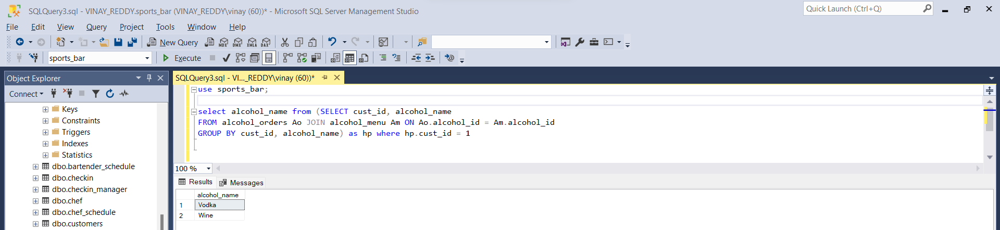 SQLQuery3.sql - VINAY_REDDY.sports_bar (VINAY_REDDY\vinay (60))* - Microsoft SQL Server Management Studio
Quick Launch (Ctrl+Q)
File Edit View Query Project Tools Window Help
New Query MDX DMX XMLA DAX
sports_bar Execute
Object Explorer
Connect
Keys
Constraints
Triggers
Indexes
Statistics
dbo.bartender_schedule
dbo.checkin
dbo.checkin_manager
dbo.chef
dbo.chef_schedule
dbo.customers
SQLQuery3.sql - VI..._REDDY\vinay (60))*
use sports_bar;
select alcohol_name from (SELECT cust_id, alcohol_name
FROM alcohol_orders Ao JOIN alcohol_menu Am ON Ao.alcohol_id = Am.alcohol_id
GROUP BY cust_id, alcohol_name) as hp where hp.cust_id = 1
100 %
Results Messages
alcohol_name
1 Vodka
2 Wine